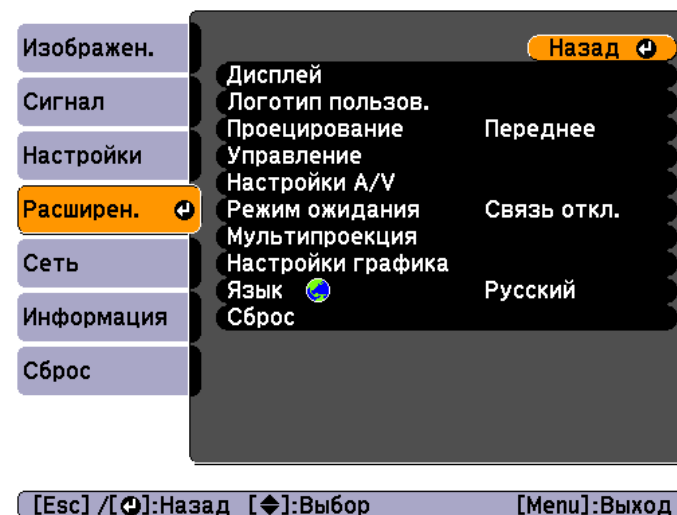 Изображен.
Сигнал
Настройки
Расширен.
Сеть
Информация
Сброс
Назад
Дисплей
Логотип пользов.
Проецирование Переднее
Управление
Настройки A/V
Режим ожидания Связь откл.
Мультипроекция
Настройки графика
Язык Русский
Сброс
[Esc] /[]:Назад []:Выбор [Menu]:Выход